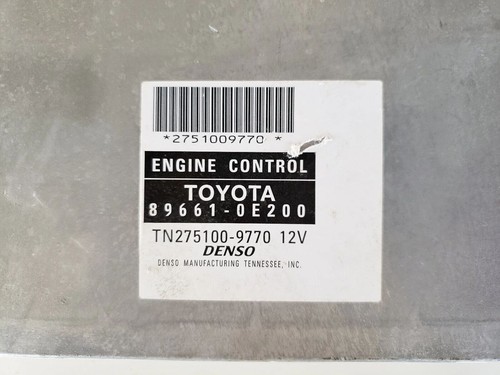 *2751009770 *
ENGINE CONTROL
TOYOTA
89661-0E200
TN275100-9770 12V
DENSO
DENSO MANUFACTURING TENNESSEE, INC.